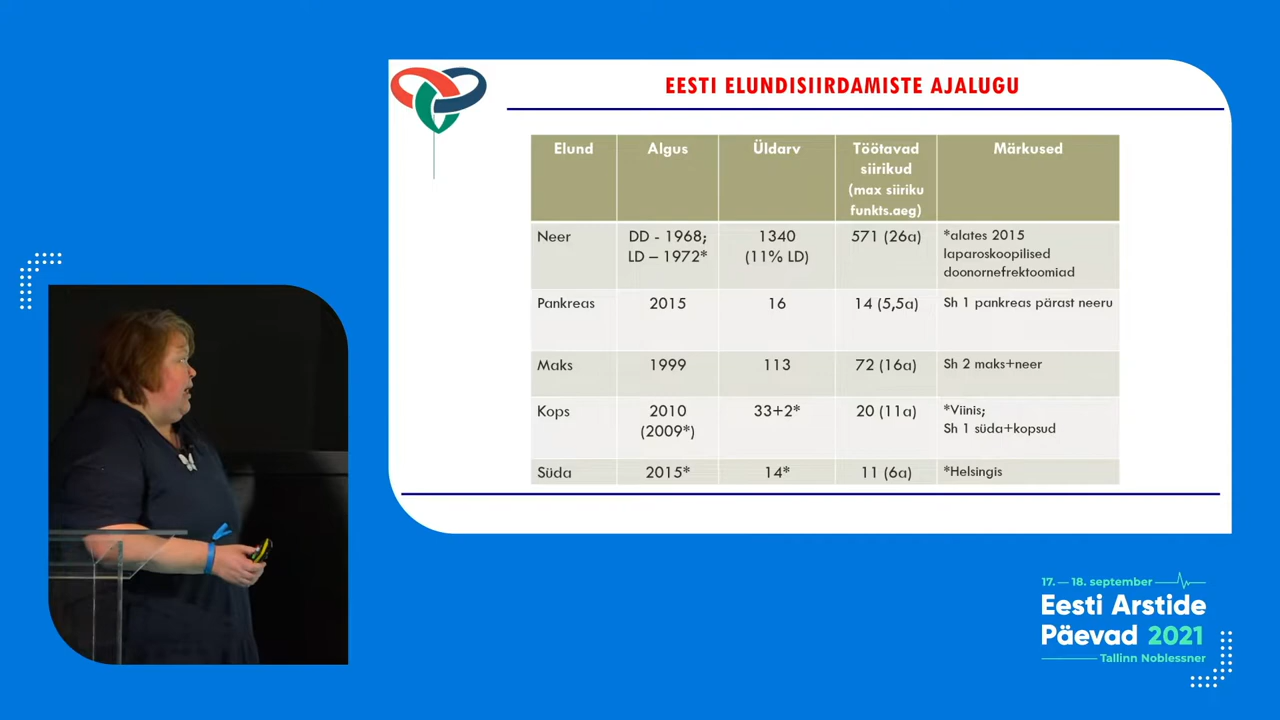 EESTI ELUNDISIIRDAMISTE AJALUGU
Elund
Algus
Üldarv
Töötavad
siirikud
(max siiriku
funkts.aeg)
Märkused
Neer
DD - 1968;
LD – 1972*
1340
(11% LD)
571 (26a)
*alates 2015
laparoskoopilised
doonornefrektoomiad
Pankreas
2015
16
14 (5,5a)
Sh 1 pankreas pärast neeru
Maks
1999
113
72 (16a)
Sh 2 maks+neer
Kops
2010
(2009*)
33+2*
20 (11a)
*Viinis;
Sh 1 süda+kopsud
Süda
2015*
14*
11 (6a)
*Helsingis
17. — 18. september
Eesti Arstide
Päevad 2021
Tallinn Noblessner